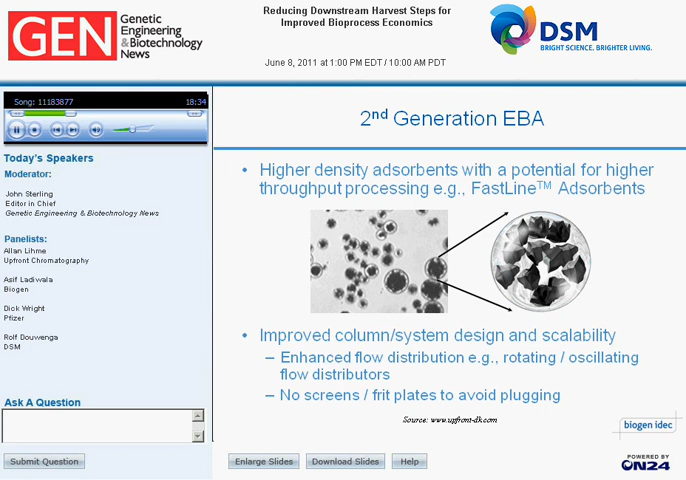 GEN
Genetic
Engineering
& Biotechnology
News
Reducing Downstream Harvest Steps for
Improved Bioprocess Economics
June 8, 2011 at 1:00 PM EDT / 10:00 AM PDT
DSM
BRIGHT SCIENCE. BRIGHTER LIVING.
Song: 11183877 18:34
Today's Speakers
Moderator:
John Sterling
Editor in Chief
Genetic Engineering & Biotechnology News
Panelists:
Allan Lihme
Upfront Chromatography
Asif Ladiwala
Biogen
Dick Wright
Pfizer
Rolf Douwenga
DSM
Ask A Question
Submit Question
2nd Generation EBA
• Higher density adsorbents with a potential for higher
throughput processing e.g., FastLine™ Adsorbents
• Improved column/system design and scalability
– Enhanced flow distribution e.g., rotating / oscillating
flow distributors
– No screens / frit plates to avoid plugging
Source: www.upfront-dk.com
biogen idec
Enlarge Slides
Download Slides
Help
POWERED BY
ON24